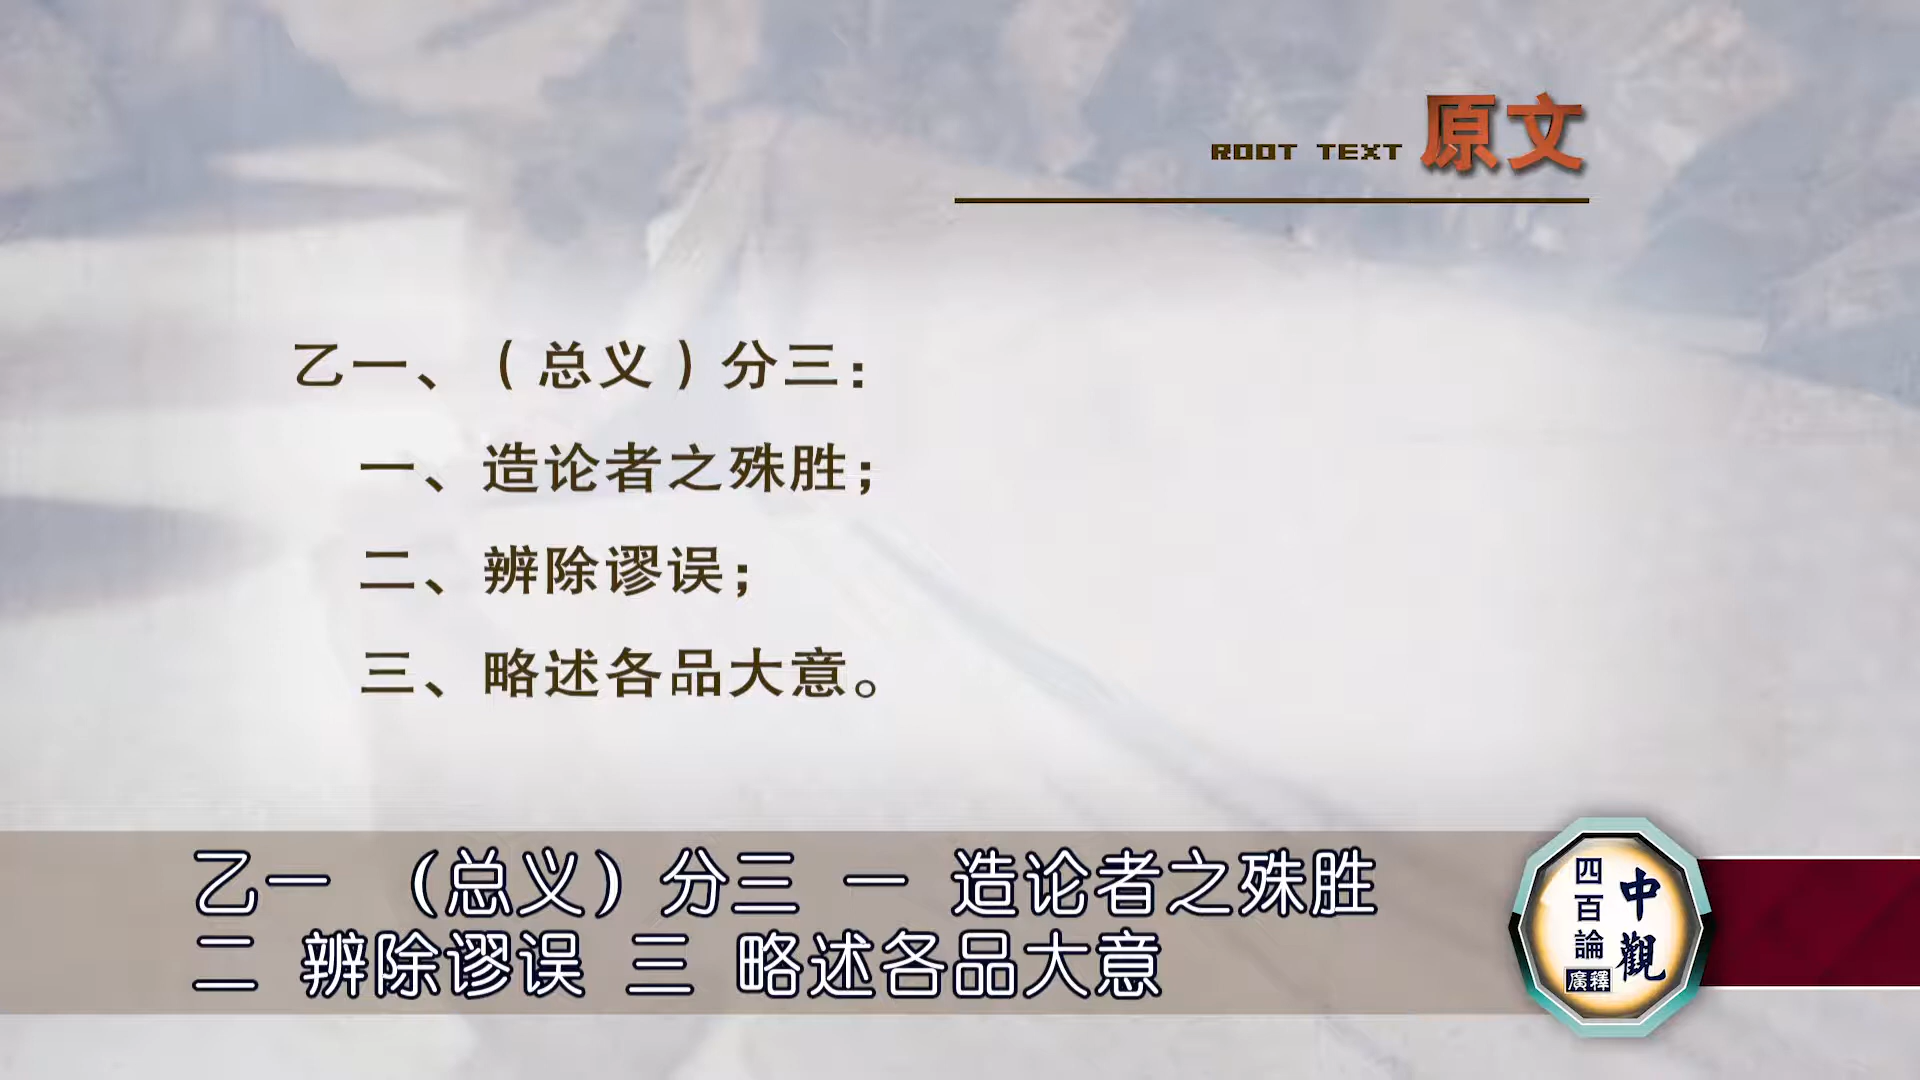 ROOT TEXT 原文
乙一、（总义）分三：
一、造论者之殊胜；
二、辨除谬误；
三、略述各品大意。
乙一 （总义）分三 一 造论者之殊胜
二 辨除谬误 三 略述各品大意
中觀
四百論
廣釋